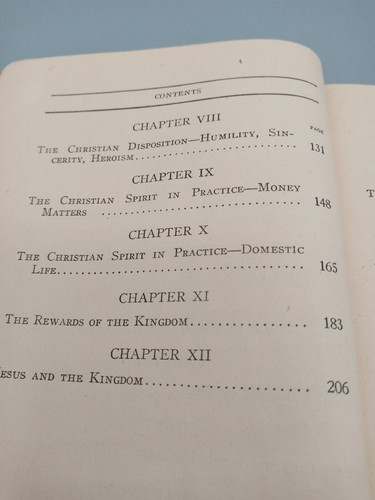 CONTENTS
CHAPTER VIII
PAGE
The Christian Disposition—Humility, Sin-
cerity, Heroism.......................... 131
CHAPTER IX
The Christian Spirit in Practice—Money
Matters ............................... 148
CHAPTER X
The Christian Spirit in Practice—Domestic
Life.................................... 165
CHAPTER XI
The Rewards of the Kingdom............... 183
CHAPTER XII
esus and the Kingdom..................... 206
T